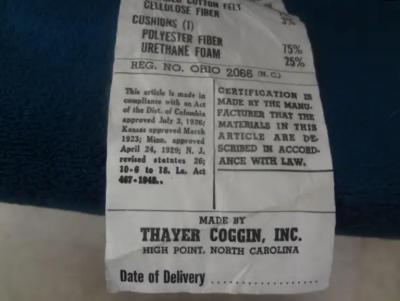 COTTON FELT
CELLULOSE FIBER 3%
CUSHIONS (1)
POLYESTER FIBER 75%
URETHANE FOAM 25%
REG. NO. OHIO 2066 (N.C.)
This article is made in
compliance with an Act
of the Dist. of Columbia
approved July 3, 1926;
Kansas approved March
1923; Minn. approved
April 24, 1929; N. J.
revised statutes 26;
10-6 to 18. La. Act
467-1948..
CERTIFICATION IS
MADE BY THE MANU-
FACTURER THAT THE
MATERIALS IN THIS
ARTICLE ARE DE-
SCRIBED IN ACCORD-
ANCE WITH LAW.
MADE BY
THAYER COGGIN, INC.
HIGH POINT, NORTH CAROLINA
Date of Delivery ....................